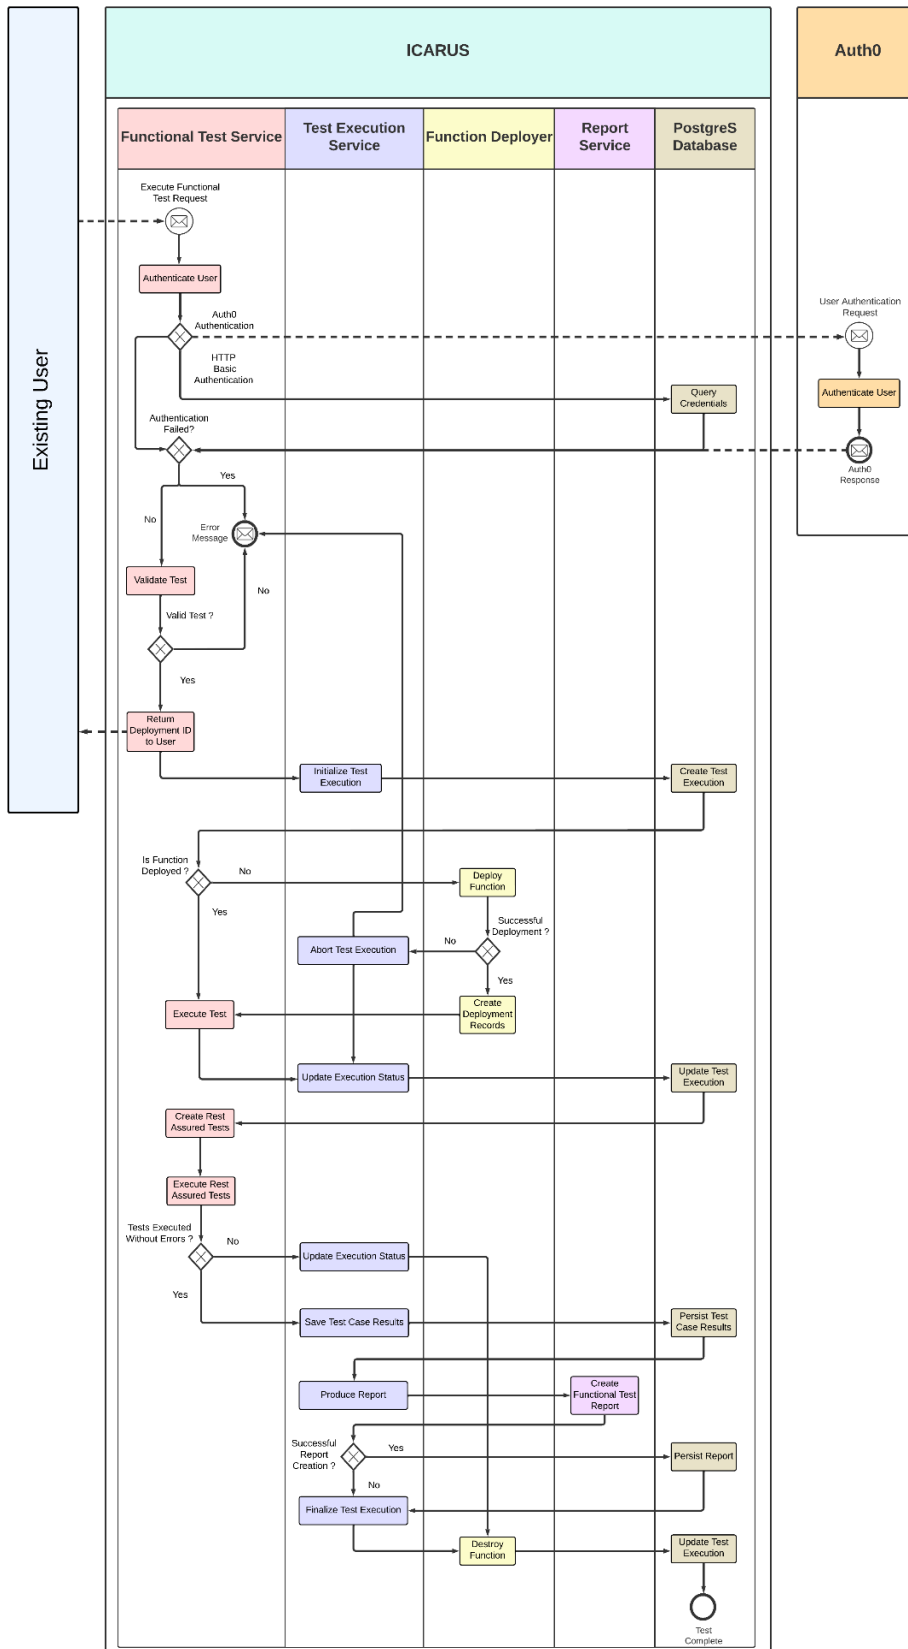 ICARUS
Auth0
Functional Test Service
Test Execution
Service
Function Deployer
Report
Service
PostgreS
Database
Existing User
Execute Functional
Test Request
Authenticate User
Auth0
Authentication
User Authentication
Request
HTTP
Basic
Authentication
Query
Credentials
Authenticate User
Authentication
Failed?
Auth0
Response
Yes
No
Error
Message
Validate Test
No
Valid Test ?
Yes
Return
Deployment ID
to User
Initialize Test
Execution
Create Test
Execution
Is Function
Deployed ?
No
Deploy
Function
Yes
Successful
Deployment ?
No
Abort Test Execution
Yes
Create
Deployment
Records
Execute Test
Update Execution Status
Update Test
Execution
Create Rest
Assured Tests
Execute Rest
Assured Tests
Tests Executed
Without Errors ?
No
Update Execution Status
Yes
Save Test Case Results
Persist Test
Case Results
Produce Report
Create
Functional Test
Report
Successful
Report
Creation ?
Yes
Persist Report
No
Finalize Test Execution
Destroy
Function
Update Test
Execution
Test
Complete